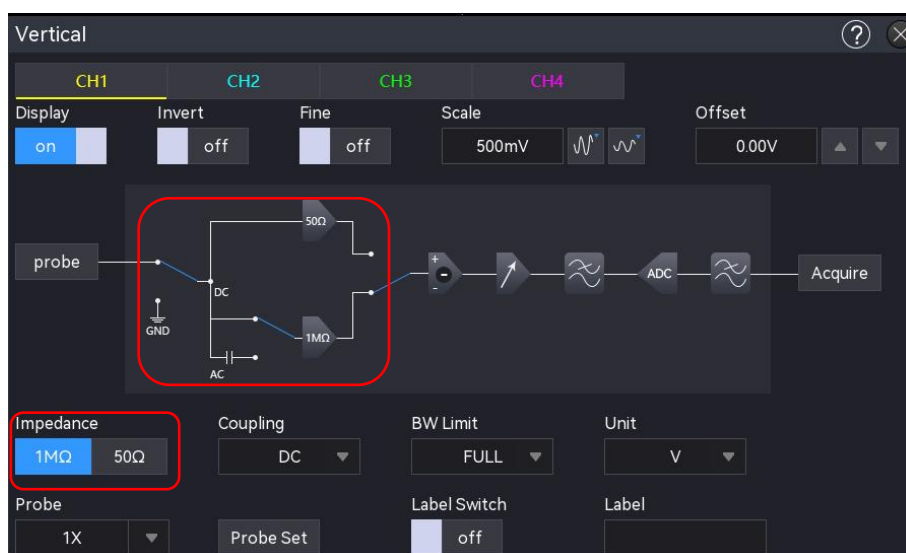 Vertical ?
CH1 CH2 CH3 CH4
Display Invert Fine Scale Offset
on off off 500mV 0.00V
50Ω
probe DC + - ADC Acquire
GND 1MΩ
AC
Impedance Coupling BW Limit Unit
1MΩ 50Ω DC FULL V
Probe Label Switch Label
1X Probe Set off